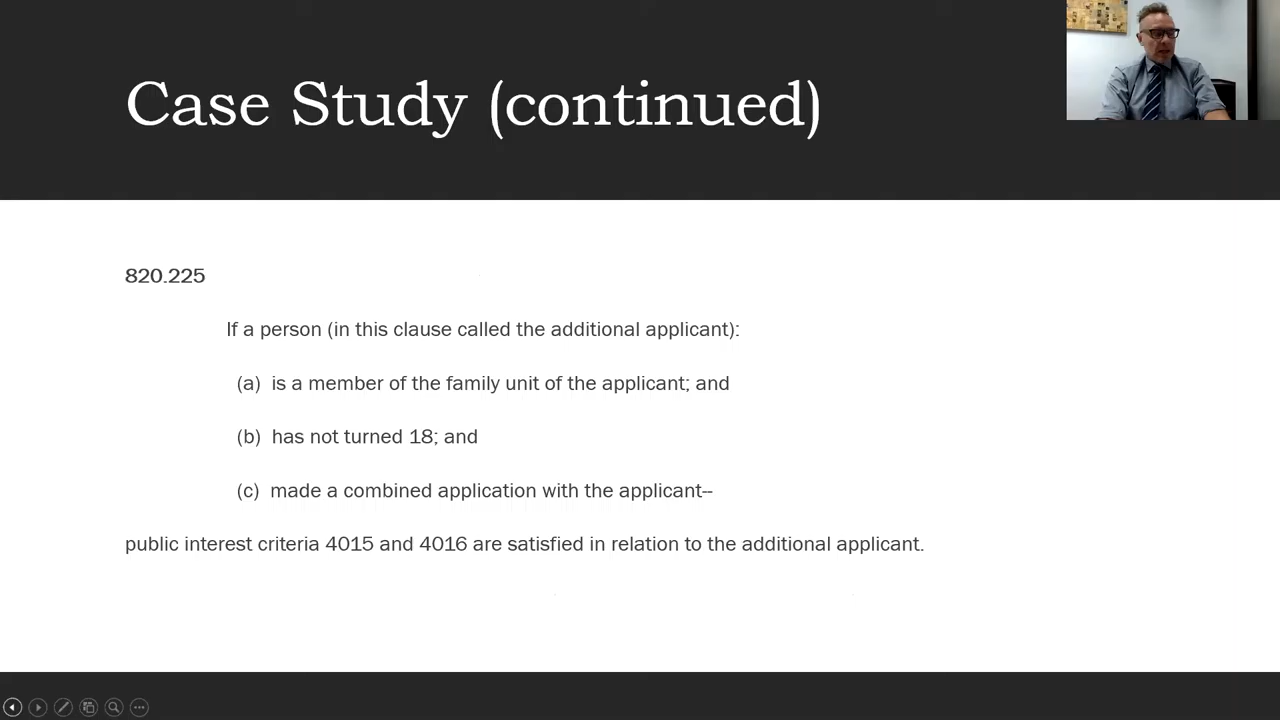 Case Study (continued)
820.225
If a person (in this clause called the additional applicant):
(a) is a member of the family unit of the applicant; and
(b) has not turned 18; and
(c) made a combined application with the applicant--
public interest criteria 4015 and 4016 are satisfied in relation to the additional applicant.